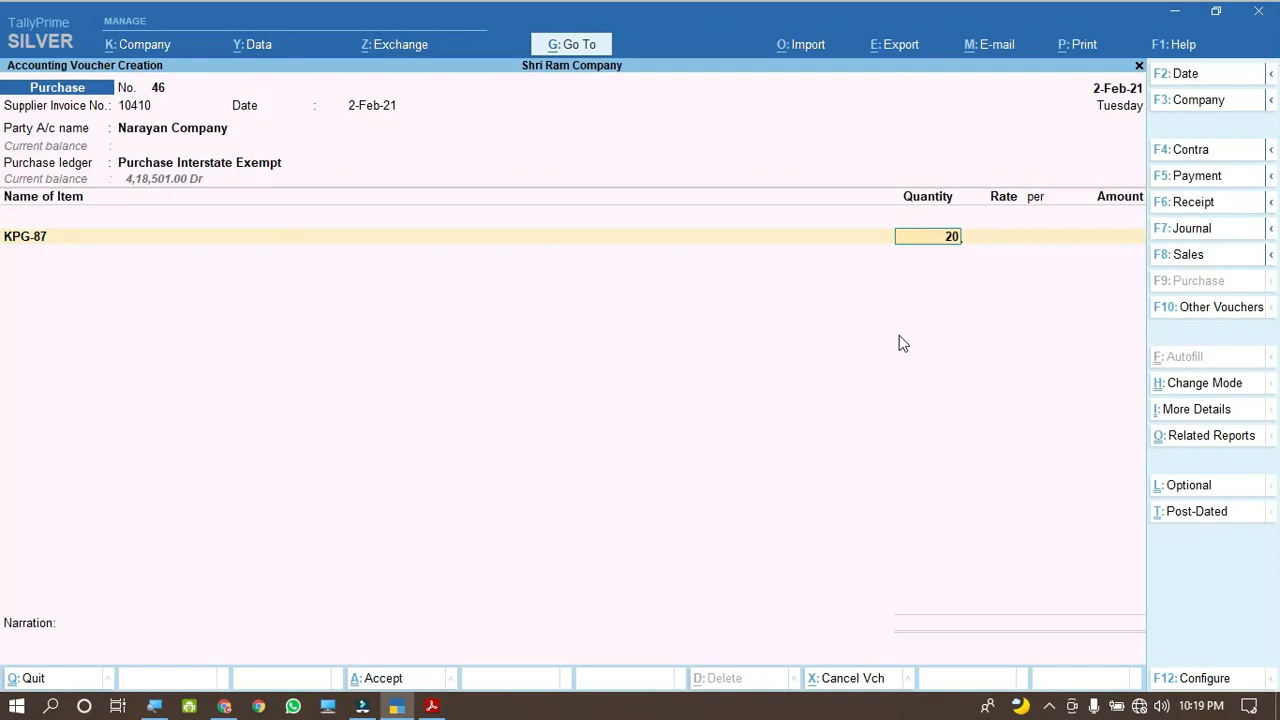 TallyPrime
MANAGE
SILVER
K: Company
Y: Data
Z: Exchange
G: Go To
O: Import
E: Export
M: E-mail
P: Print
F1: Help
Accounting Voucher Creation
Shri Ram Company
Purchase No. 46
2-Feb-21
Supplier Invoice No.: 10410 Date : 2-Feb-21
Tuesday
Party A/c name : Narayan Company
Current balance :
Purchase ledger : Purchase Interstate Exempt
Current balance : 4,18,501.00 Dr
Name of Item Quantity Rate per Amount
KPG-87 20
Narration:
F2: Date
F3: Company
F4: Contra
F5: Payment
F6: Receipt
F7: Journal
F8: Sales
F9: Purchase
F10: Other Vouchers
F: Autofill
H: Change Mode
I: More Details
O: Related Reports
L: Optional
T: Post-Dated
Q: Quit
A: Accept
D: Delete
X: Cancel Vch
F12: Configure
10:19 PM